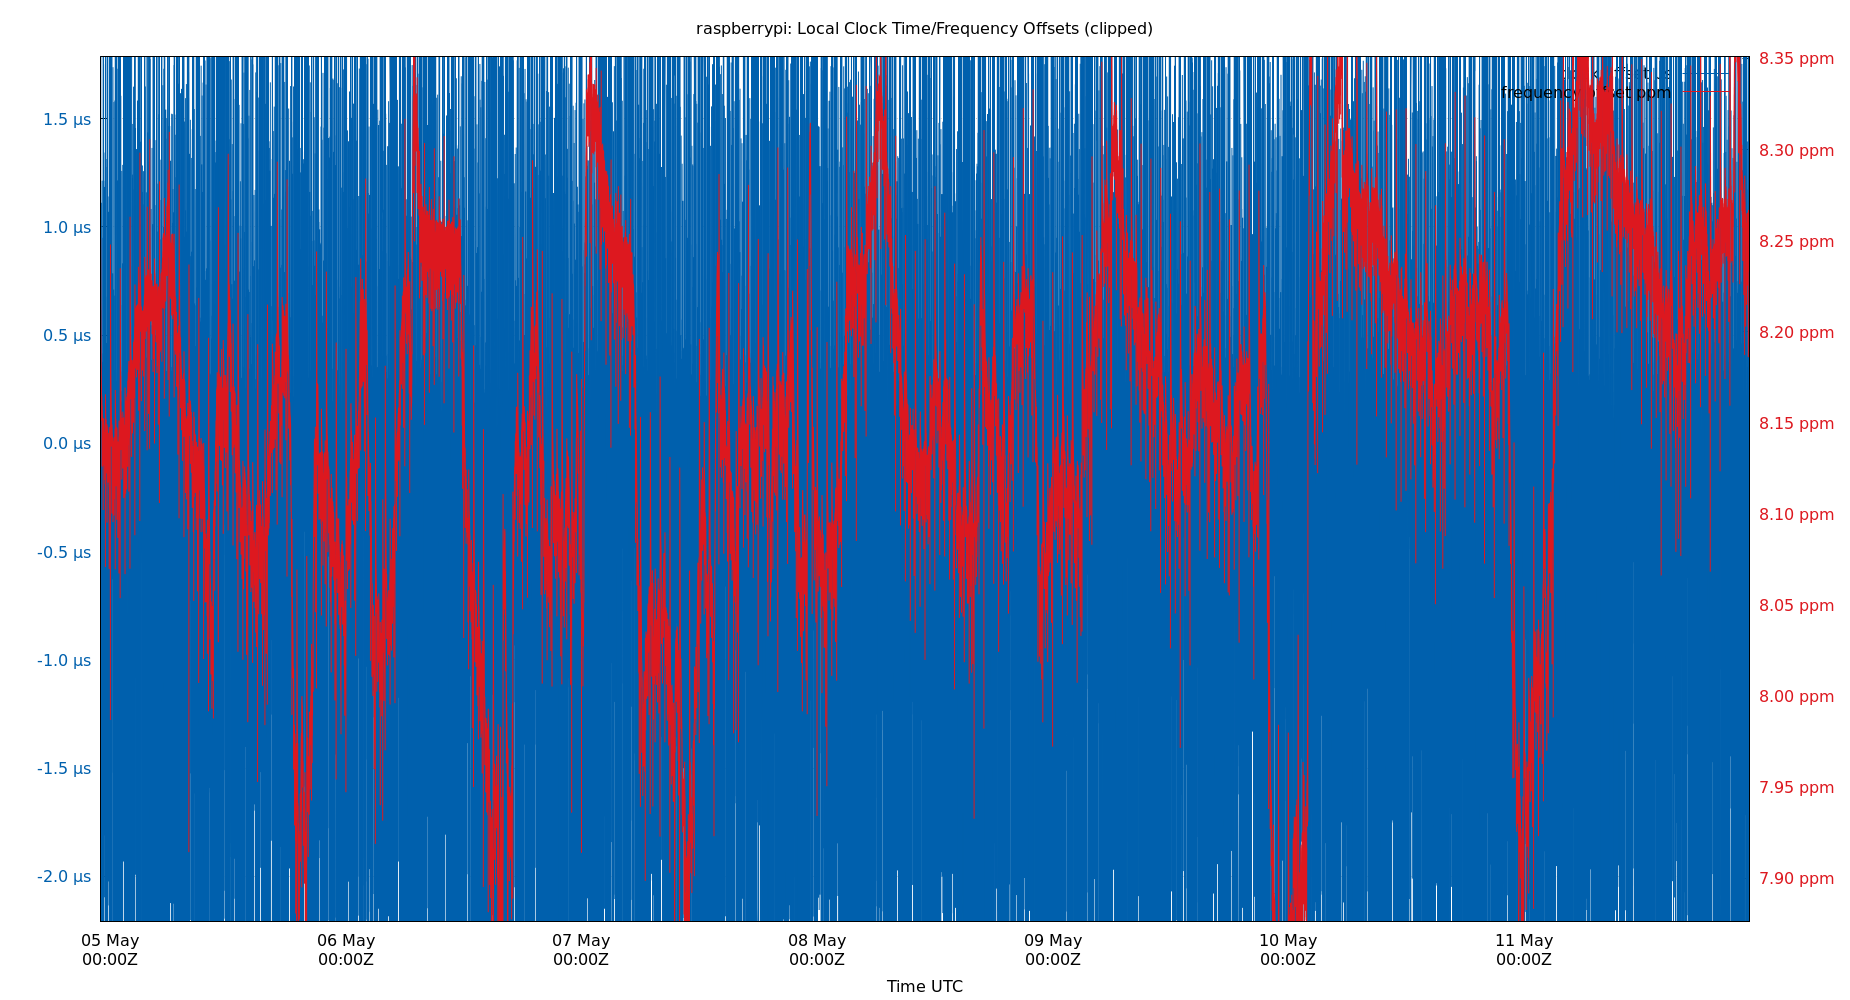 raspberrypi: Local Clock Time/Frequency Offsets (clipped)
8.35 ppm
frequency offset ppm
1.5 µs
8.30 ppm
1.0 µs
8.25 ppm
0.5 µs
8.20 ppm
0.0 µs
8.15 ppm
-0.5 µs
8.10 ppm
8.05 ppm
-1.0 µs
8.00 ppm
-1.5 µs
7.95 ppm
-2.0 µs
7.90 ppm
05 May 06 May 07 May 08 May 09 May 10 May 11 May
00:00Z 00:00Z 00:00Z 00:00Z 00:00Z 00:00Z 00:00Z
Time UTC